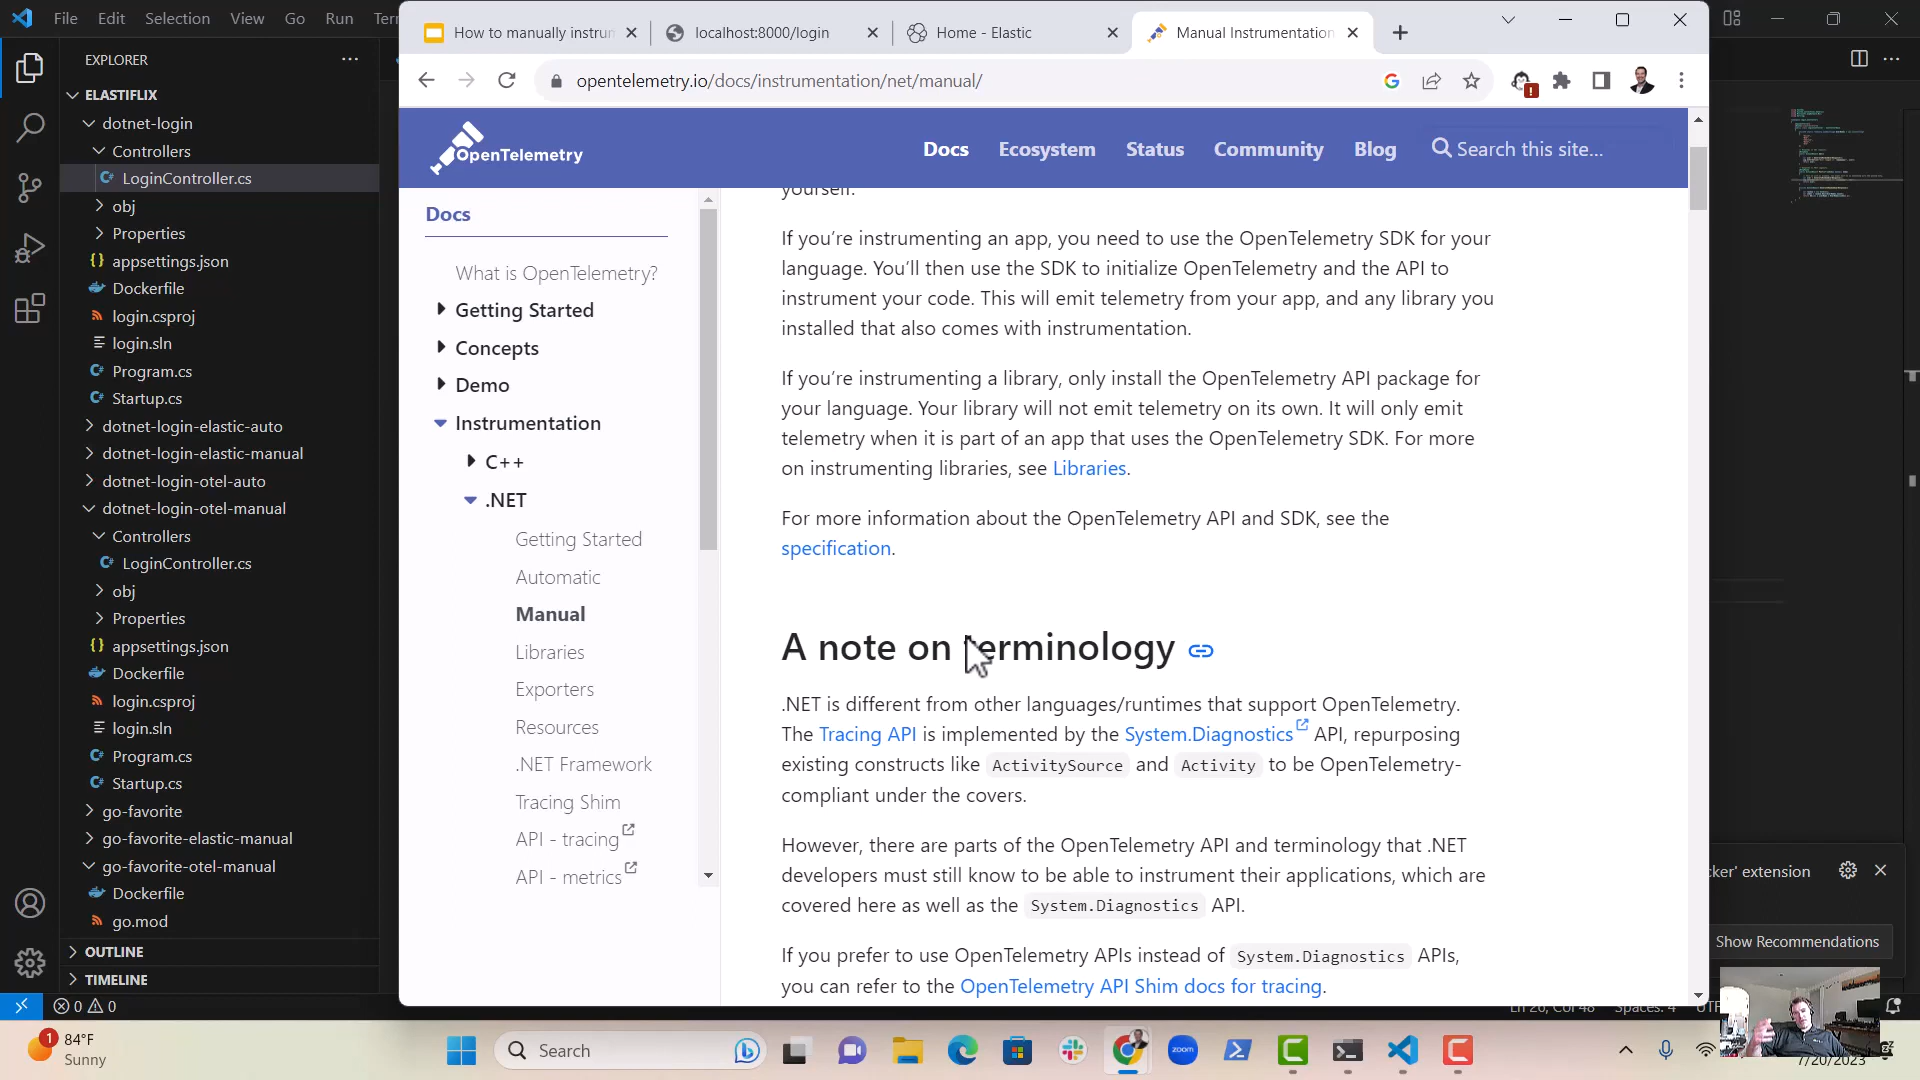 File Edit Selection View Go Run Ter
EXPLORER
ELASTIFLIX
dotnet-login
Controllers
LoginController.cs
obj
Properties
appsettings.json
Dockerfile
login.csproj
login.sln
Program.cs
Startup.cs
dotnet-login-elastic-auto
dotnet-login-elastic-manual
dotnet-login-otel-auto
dotnet-login-otel-manual
Controllers
LoginController.cs
obj
Properties
appsettings.json
Dockerfile
login.csproj
login.sln
Program.cs
Startup.cs
go-favorite
go-favorite-elastic-manual
go-favorite-otel-manual
Dockerfile
go.mod
OUTLINE
TIMELINE
0 0
How to manually instru
localhost:8000/login
Home - Elastic
Manual Instrumentation
opentelemetry.io/docs/instrumentation/net/manual/
OpenTelemetry
Docs Ecosystem Status Community Blog Search this site...
Docs
What is OpenTelemetry?
Getting Started
Concepts
Demo
Instrumentation
C++
.NET
Getting Started
Automatic
Manual
Libraries
Exporters
Resources
.NET Framework
Tracing Shim
API - tracing
API - metrics
yourself.
If you’re instrumenting an app, you need to use the OpenTelemetry SDK for your
language. You’ll then use the SDK to initialize OpenTelemetry and the API to
instrument your code. This will emit telemetry from your app, and any library you
installed that also comes with instrumentation.
If you’re instrumenting a library, only install the OpenTelemetry API package for
your language. Your library will not emit telemetry on its own. It will only emit
telemetry when it is part of an app that uses the OpenTelemetry SDK. For more
on instrumenting libraries, see Libraries.
For more information about the OpenTelemetry API and SDK, see the
specification.
A note on terminology
.NET is different from other languages/runtimes that support OpenTelemetry.
The Tracing API is implemented by the System.Diagnostics API, repurposing
existing constructs like ActivitySource and Activity to be OpenTelemetry-
compliant under the covers.
However, there are parts of the OpenTelemetry API and terminology that .NET
developers must still know to be able to instrument their applications, which are
covered here as well as the System.Diagnostics API.
If you prefer to use OpenTelemetry APIs instead of System.Diagnostics APIs,
you can refer to the OpenTelemetry API Shim docs for tracing.
cker' extension
Show Recommendations
Ln 26, Col 48 Spaces: 4 UTF
1
84°F
Sunny
Search
zoom
7/20/2023